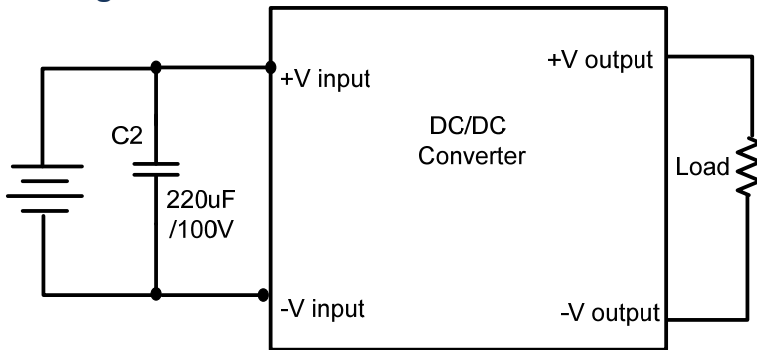 +V input
+V output
C2
DC/DC
Converter
Load
220uF
/100V
-V input
-V output